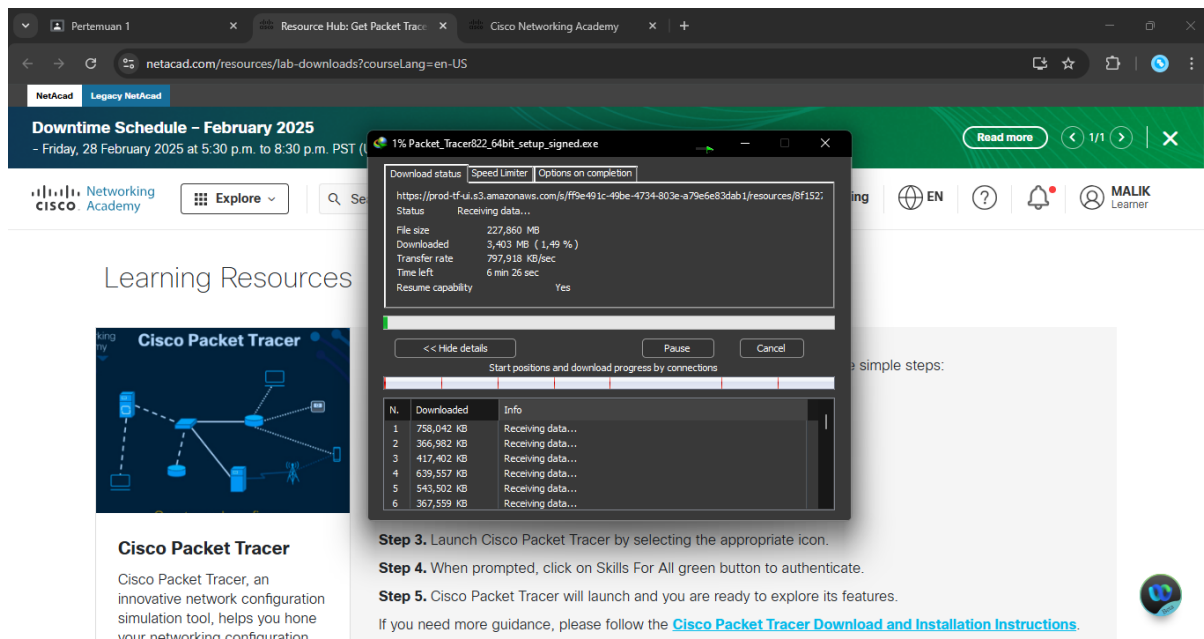 Pertemuan 1
Resource Hub: Get Packet Trace
Cisco Networking Academy
netacad.com/resources/lab-downloads?courseLang=en-US
NetAcad Legacy NetAcad
Downtime Schedule – February 2025
- Friday, 28 February 2025 at 5:30 p.m. to 8:30 p.m. PST
Read more
1/1
1% Packet_Tracer822_64bit_setup_signed.exe
Download status Speed Limiter Options on completion
https://prod-tf-ui.s3.amazonaws.com/s/ff9e491c-49be-4734-803e-a79e6e83dab1/resources/8f152
Status Receiving data...
File size 227,860 MB
Downloaded 3,403 MB ( 1,49 % )
Transfer rate 797,918 KB/sec
Time left 6 min 26 sec
Resume capability Yes
<< Hide details Pause Cancel
Start positions and download progress by connections
N. Downloaded Info
1 758,042 KB Receiving data...
2 366,982 KB Receiving data...
3 417,402 KB Receiving data...
4 639,557 KB Receiving data...
5 543,502 KB Receiving data...
6 367,559 KB Receiving data...
CISCO Networking Academy
Explore
Se
ing
EN
MALIK
Learner
Learning Resources
Cisco Packet Tracer
simple steps:
Cisco Packet Tracer
Cisco Packet Tracer, an
innovative network configuration
simulation tool, helps you hone
your networking configuration
Step 3. Launch Cisco Packet Tracer by selecting the appropriate icon.
Step 4. When prompted, click on Skills For All green button to authenticate.
Step 5. Cisco Packet Tracer will launch and you are ready to explore its features.
If you need more guidance, please follow the Cisco Packet Tracer Download and Installation Instructions.